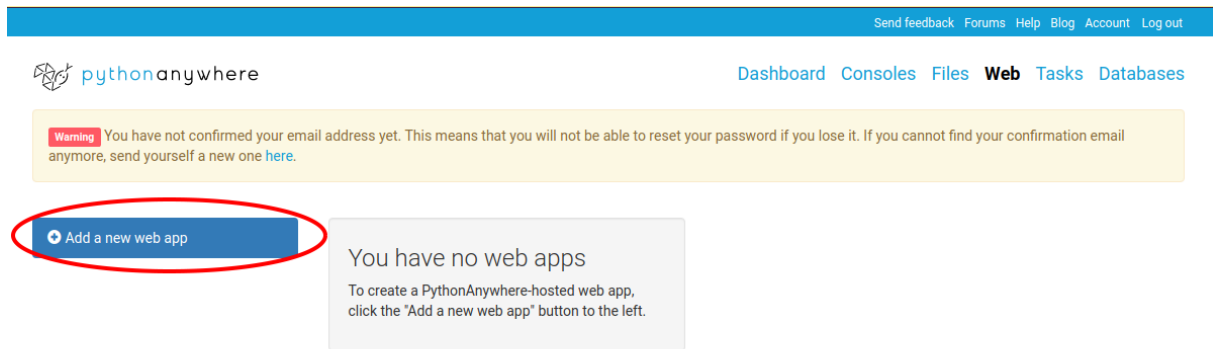 Send feedback Forums Help Blog Account Log out
pythonanywhere
Dashboard Consoles Files Web Tasks Databases
Warning You have not confirmed your email address yet. This means that you will not be able to reset your password if you lose it. If you cannot find your confirmation email
anymore, send yourself a new one here.
Add a new web app
You have no web apps
To create a PythonAnywhere-hosted web app,
click the "Add a new web app" button to the left.